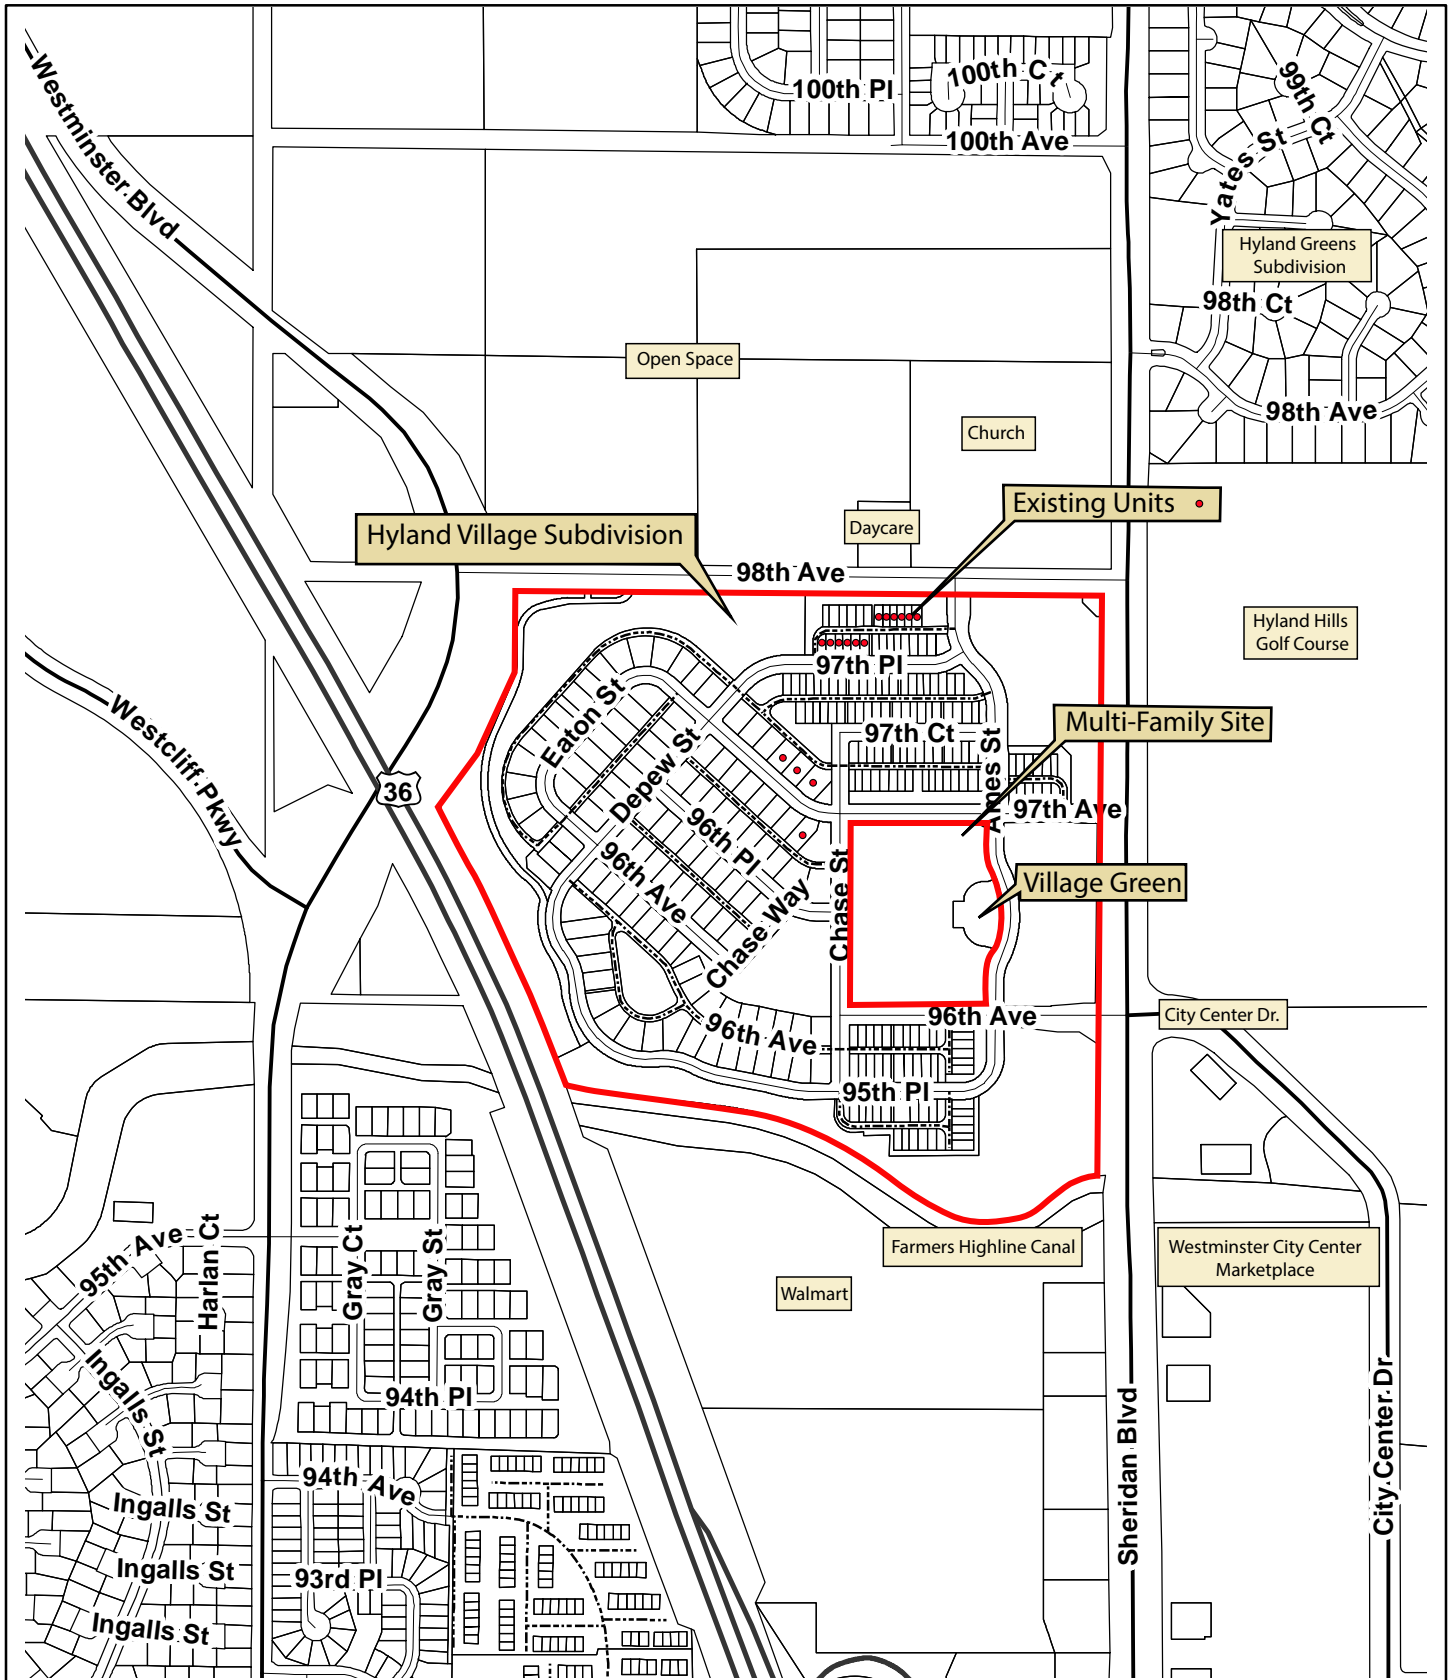 100th Pl
100th Ct
99th Ct
Westminster Blvd
100th Ave
Yates St
Hyland Greens
Subdivision
98th Ct
Open Space
98th Ave
Church
Existing Units
Hyland Village Subdivision
Daycare
98th Ave
Hyland Hills
Golf Course
97th Pl
Eaton St
Westcliff Pkwy
Multi-Family Site
97th Ct
Depew St
Ames St
36
97th Ave
96th Pl
96th Ave
Chase St
Village Green
Chase Way
96th Ave
96th Ave
City Center Dr.
95th Pl
95th Ave
Harlan Ct
Gray Ct
Gray St
Farmers Highline Canal
Westminster City Center
Marketplace
Walmart
Ingalls St
94th Pl
Sheridan Blvd
City Center Dr
94th Ave
Ingalls St
Ingalls St
93rd Pl
Ingalls St